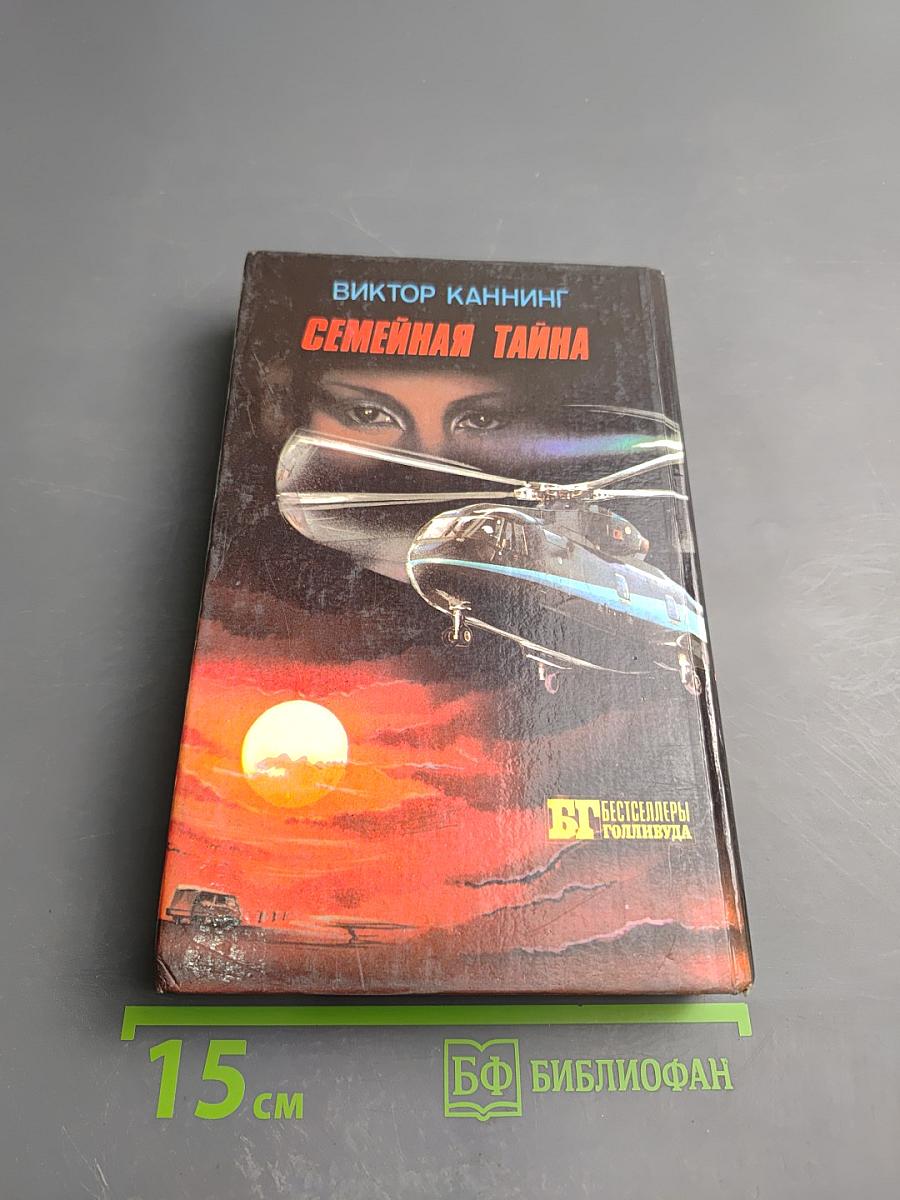 ВИКТОР КАННИНГ
СЕМЕЙНАЯ ТАЙНА
БГ БЕСТСЕЛЛЕРЫ
ГОЛЛИВУДА
15 см
БФ БИБЛИОФАН